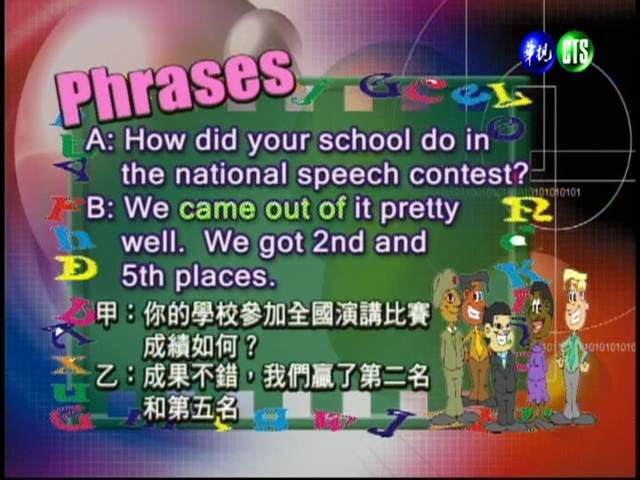 華視 CTS
Phrases
A: How did your school do in
the national speech contest?
B: We came out of it pretty
well. We got 2nd and
5th places.
甲：你的學校參加全國演講比賽
成績如何？
乙：成果不錯，我們贏了第二名
和第五名